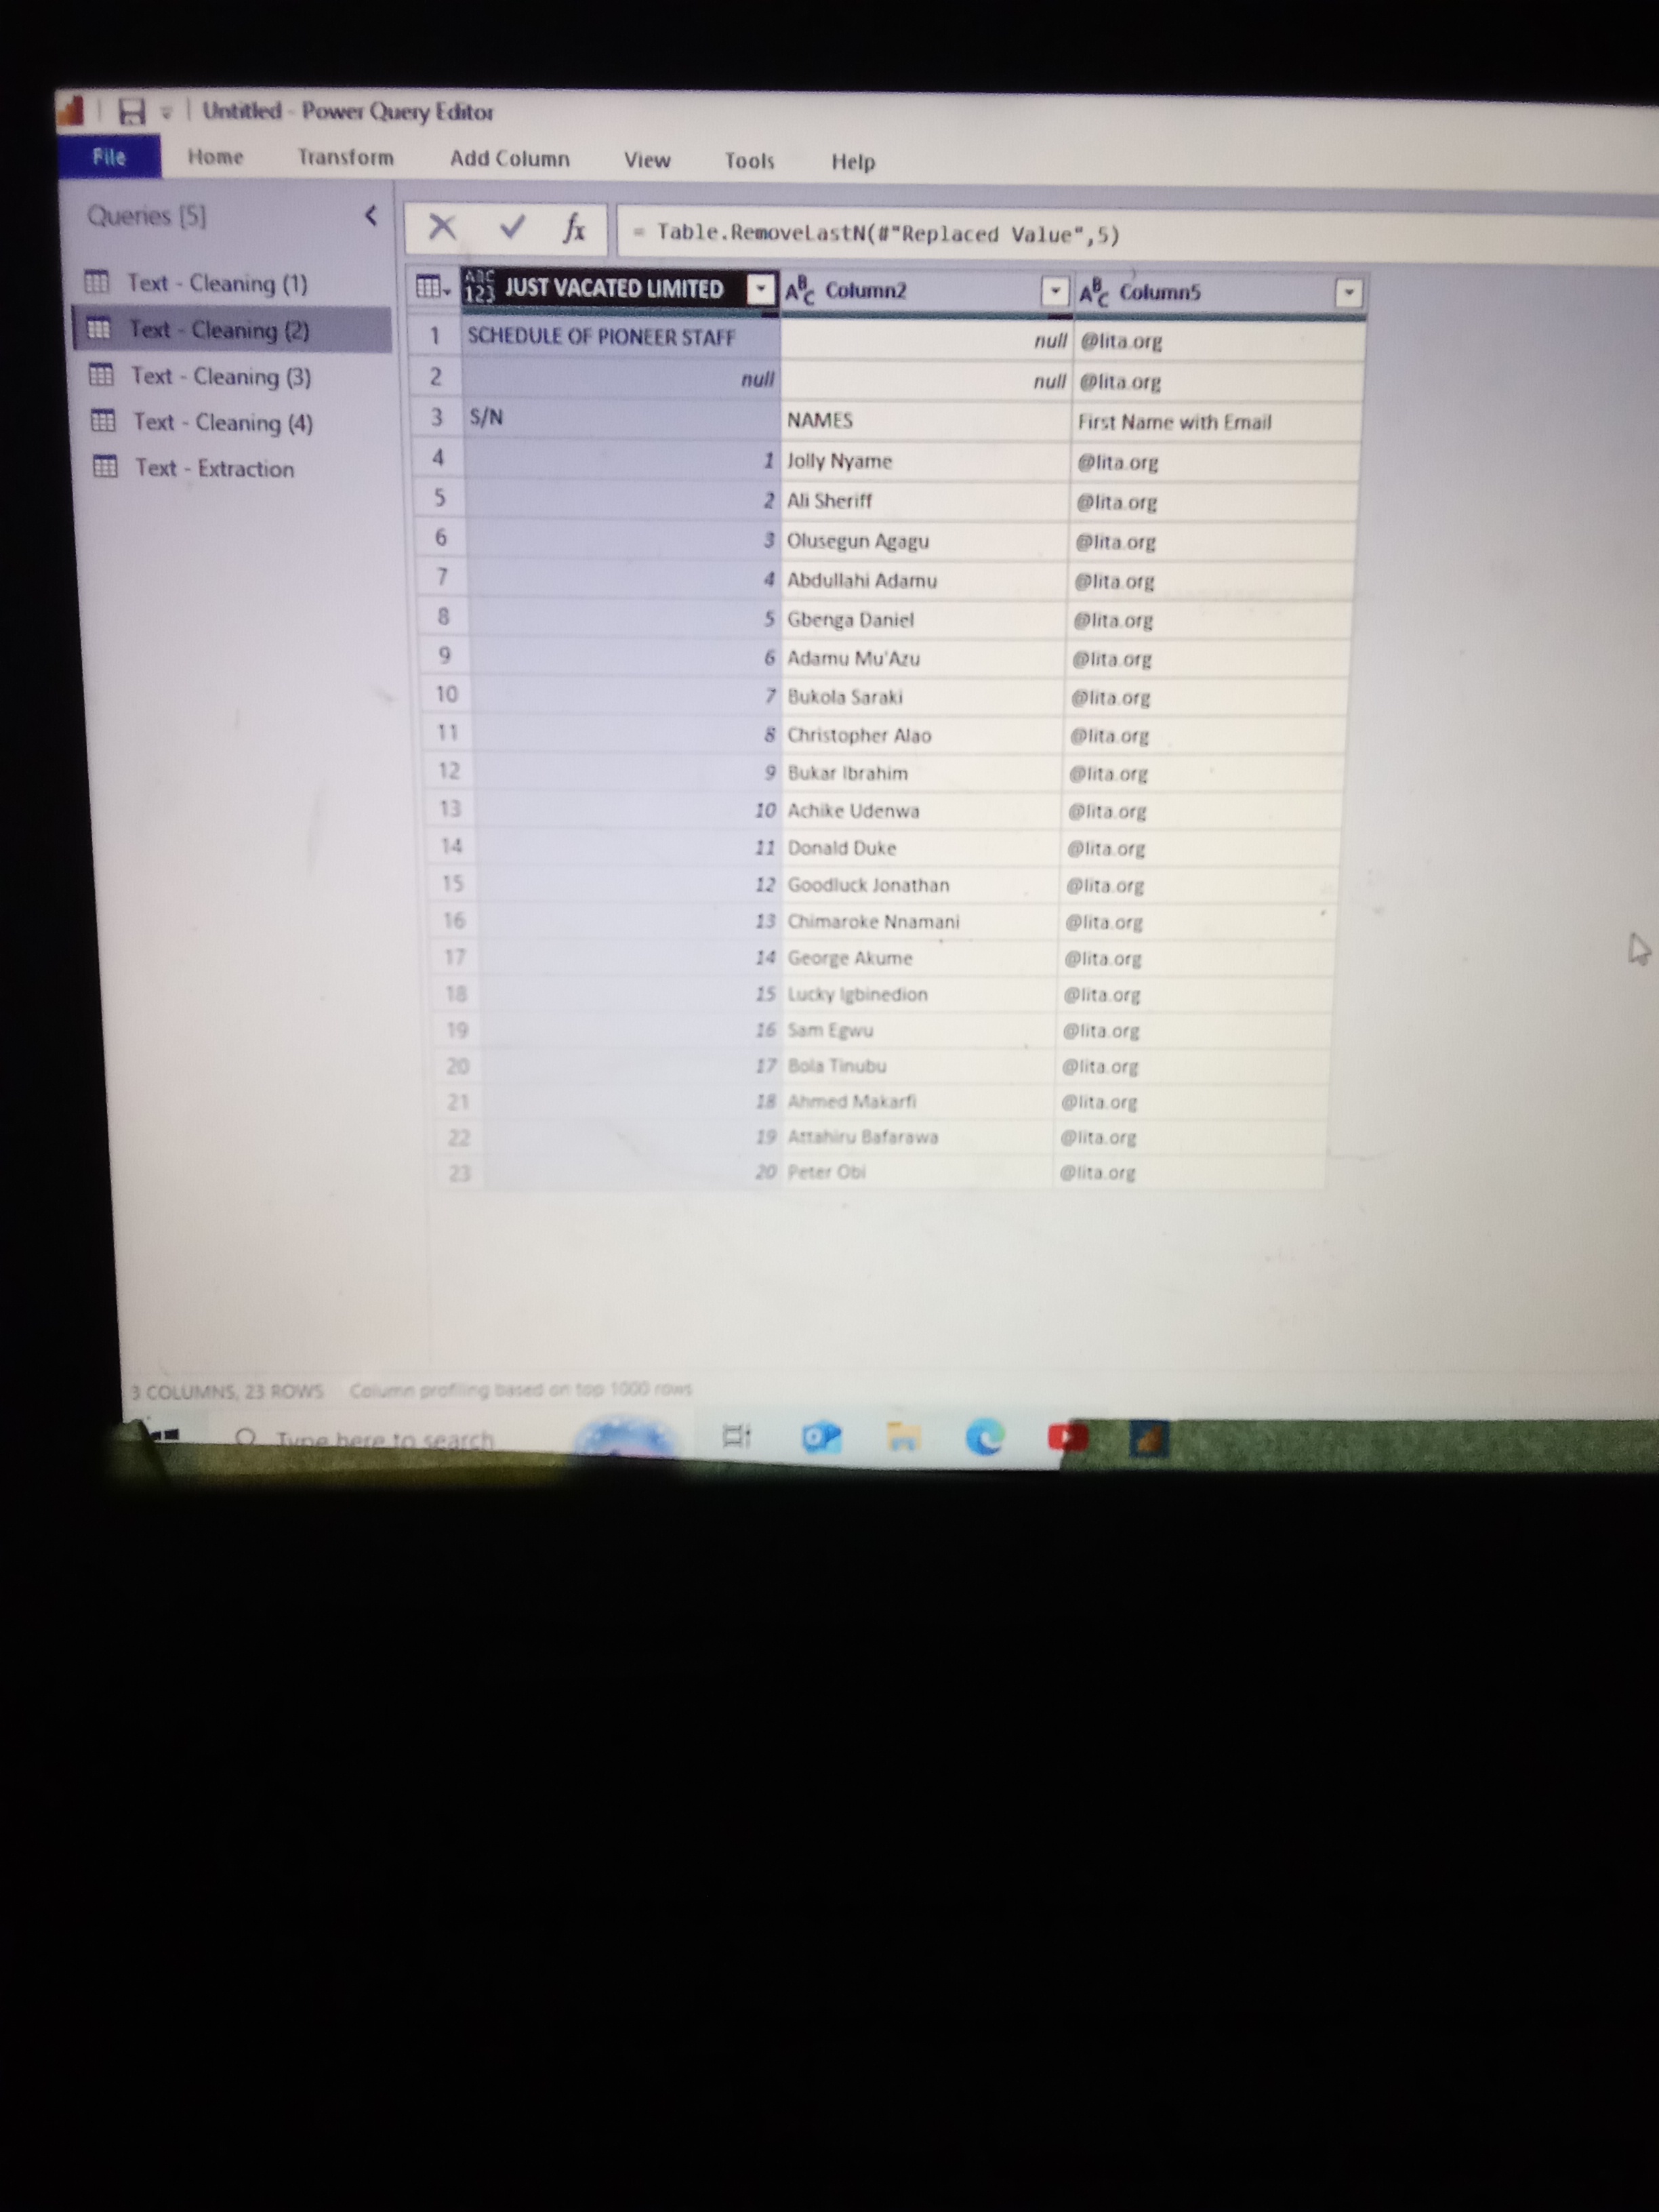 Untitled - Power Query Editor
File Home Transform Add Column View Tools Help
Queries [5]
Text - Cleaning (1)
Text - Cleaning (2)
Text - Cleaning (3)
Text - Cleaning (4)
Text - Extraction
fx = Table.RemoveLastN(#"Replaced Value",5)
ABC 123 JUST VACATED LIMITED ABC Column2 ABC Column5
1 SCHEDULE OF PIONEER STAFF null @lita.org
2 null null @lita.org
3 S/N NAMES First Name with Email
4 1 Jolly Nyame @lita.org
5 2 Ali Sheriff @lita.org
6 3 Olusegun Agagu @lita.org
7 4 Abdullahi Adamu @lita.org
8 5 Gbenga Daniel @lita.org
9 6 Adamu Mu'Azu @lita.org
10 7 Bukola Saraki @lita.org
11 8 Christopher Alao @lita.org
12 9 Bukar Ibrahim @lita.org
13 10 Achike Udenwa @lita.org
14 11 Donald Duke @lita.org
15 12 Goodluck Jonathan @lita.org
16 13 Chimaroke Nnamani @lita.org
17 14 George Akume @lita.org
18 15 Lucky Igbinedion @lita.org
19 16 Sam Egwu @lita.org
20 17 Bola Tinubu @lita.org
21 18 Ahmed Makarfi @lita.org
22 19 Attahiru Bafarawa @lita.org
23 20 Peter Obi @lita.org
3 COLUMNS, 23 ROWS Column profiling based on top 1000 rows
Type here to search